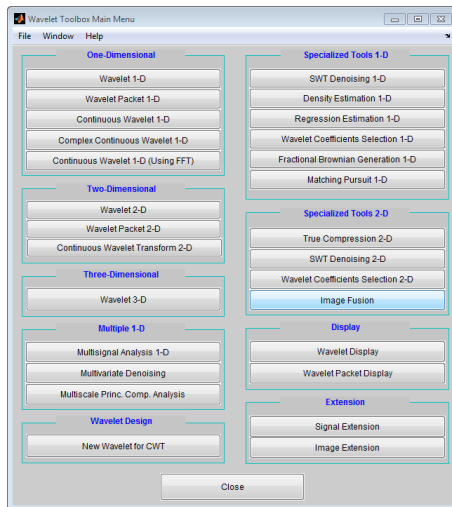 Wavelet Toolbox Main Menu
File Window Help
One-Dimensional
Wavelet 1-D
Wavelet Packet 1-D
Continuous Wavelet 1-D
Complex Continuous Wavelet 1-D
Continuous Wavelet 1-D (Using FFT)
Two-Dimensional
Wavelet 2-D
Wavelet Packet 2-D
Continuous Wavelet Transform 2-D
Three-Dimensional
Wavelet 3-D
Multiple 1-D
Multisignal Analysis 1-D
Multivariate Denoising
Multiscale Princ. Comp. Analysis
Wavelet Design
New Wavelet for CWT
Specialized Tools 1-D
SWT Denoising 1-D
Density Estimation 1-D
Regression Estimation 1-D
Wavelet Coefficients Selection 1-D
Fractional Brownian Generation 1-D
Matching Pursuit 1-D
Specialized Tools 2-D
True Compression 2-D
SWT Denoising 2-D
Wavelet Coefficients Selection 2-D
Image Fusion
Display
Wavelet Display
Wavelet Packet Display
Extension
Signal Extension
Image Extension
Close